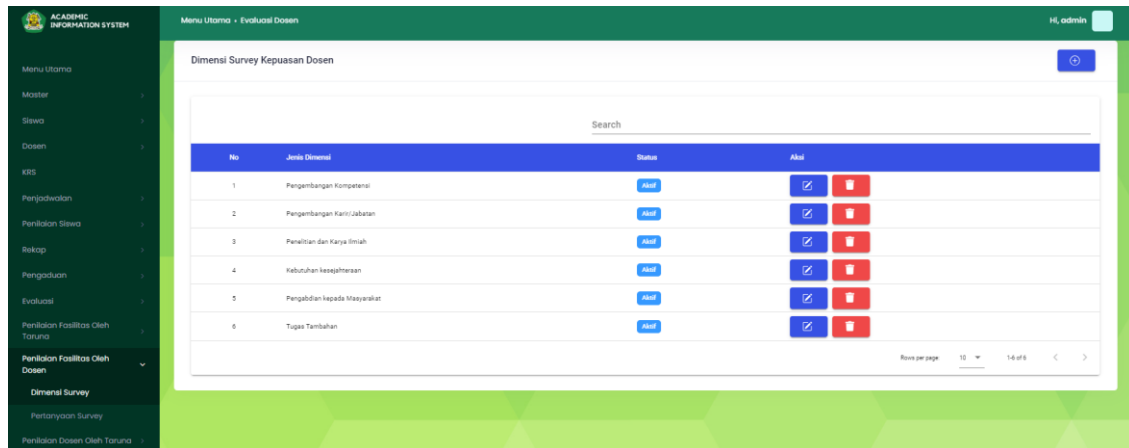 ACADEMIC
INFORMATION SYSTEM
Menu Utama • Evaluasi Dosen
Hi, admin
Menu Utama
Master
Siswa
Dosen
KRS
Penjadwalan
Penilaian Siswa
Rekap
Pengaduan
Evaluasi
Penilaian Fasilitas Oleh
Taruna
Penilaian Fasilitas Oleh
Dosen
Dimensi Survey
Pertanyaan Survey
Penilaian Dosen Oleh Taruna
Dimensi Survey Kepuasan Dosen
Search
No Jenis Dimensi Status Aksi
1 Pengembangan Kompetensi Aktif
2 Pengembangan Karir/Jabatan Aktif
3 Penelitian dan Karya Ilmiah Aktif
4 Kebutuhan kesejahteraan Aktif
5 Pengabdian kepada Masyarakat Aktif
6 Tugas Tambahan Aktif
Rows per page 10 1-6 of 6